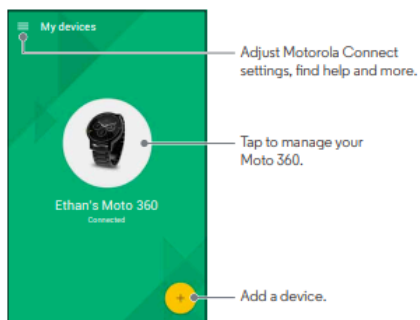 My devices
Adjust Motorola Connect
settings, find help and more.
Tap to manage your
Moto 360.
Ethan's Moto 360
Connected
+
Add a device.